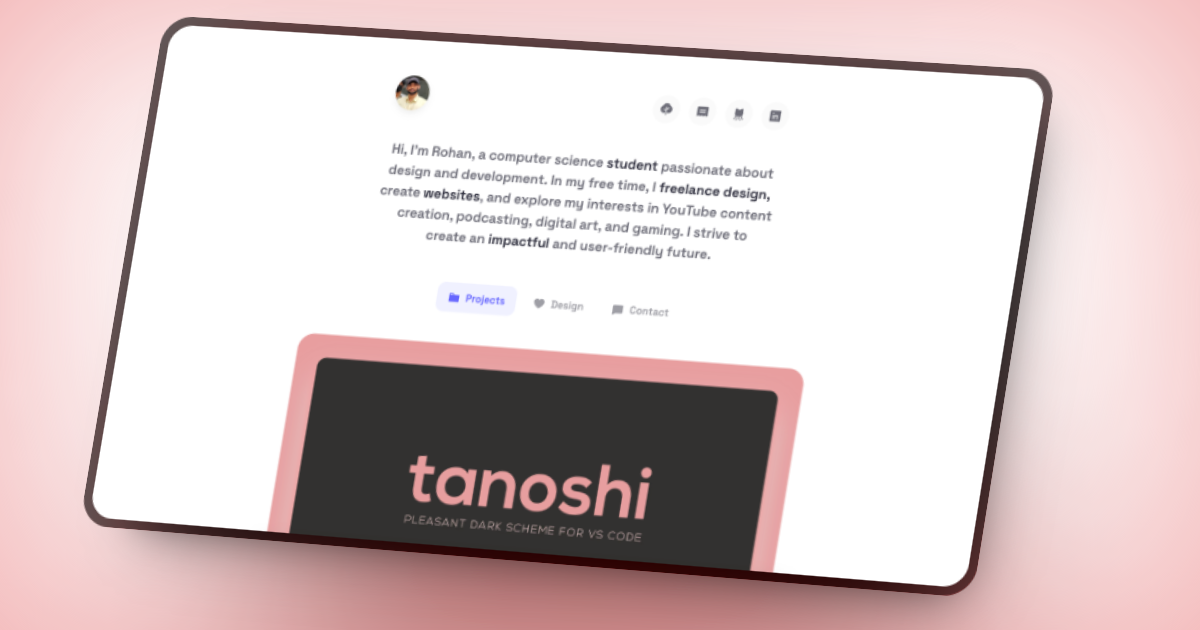 Hi, I'm Rohan, a computer science student passionate about
design and development. In my free time, I freelance design,
create websites, and explore my interests in YouTube content
creation, podcasting, digital art, and gaming. I strive to
create an impactful and user-friendly future.
Projects Design Contact
tanoshi
PLEASANT DARK SCHEME FOR VS CODE